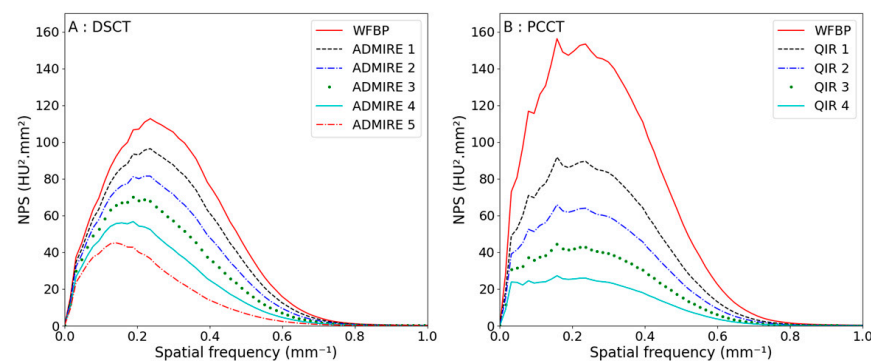 A : DSCT
WFBP
ADMIRE 1
ADMIRE 2
ADMIRE 3
ADMIRE 4
ADMIRE 5
NPS (HU².mm²)
160
140
120
100
80
60
40
20
0
0.0 0.2 0.4 0.6 0.8 1.0
Spatial frequency (mm⁻¹)
B : PCCT
WFBP
QIR 1
QIR 2
QIR 3
QIR 4
NPS (HU².mm²)
160
140
120
100
80
60
40
20
0
0.0 0.2 0.4 0.6 0.8 1.0
Spatial frequency (mm⁻¹)